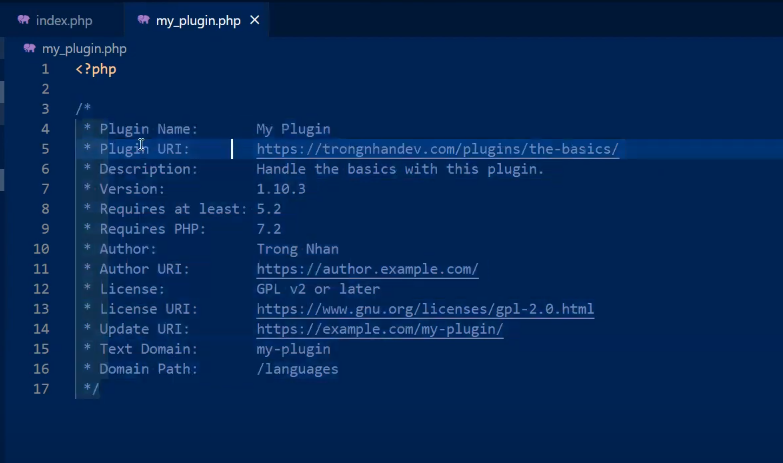 index.php my_plugin.php ×
my_plugin.php
1 <?php
2
3 /*
4 * Plugin Name: My Plugin
5 * Plugin URI: https://trongnhandev.com/plugins/the-basics/
6 * Description: Handle the basics with this plugin.
7 * Version: 1.10.3
8 * Requires at least: 5.2
9 * Requires PHP: 7.2
10 * Author: Trong Nhan
11 * Author URI: https://author.example.com/
12 * License: GPL v2 or later
13 * License URI: https://www.gnu.org/licenses/gpl-2.0.html
14 * Update URI: https://example.com/my-plugin/
15 * Text Domain: my-plugin
16 * Domain Path: /languages
17 */